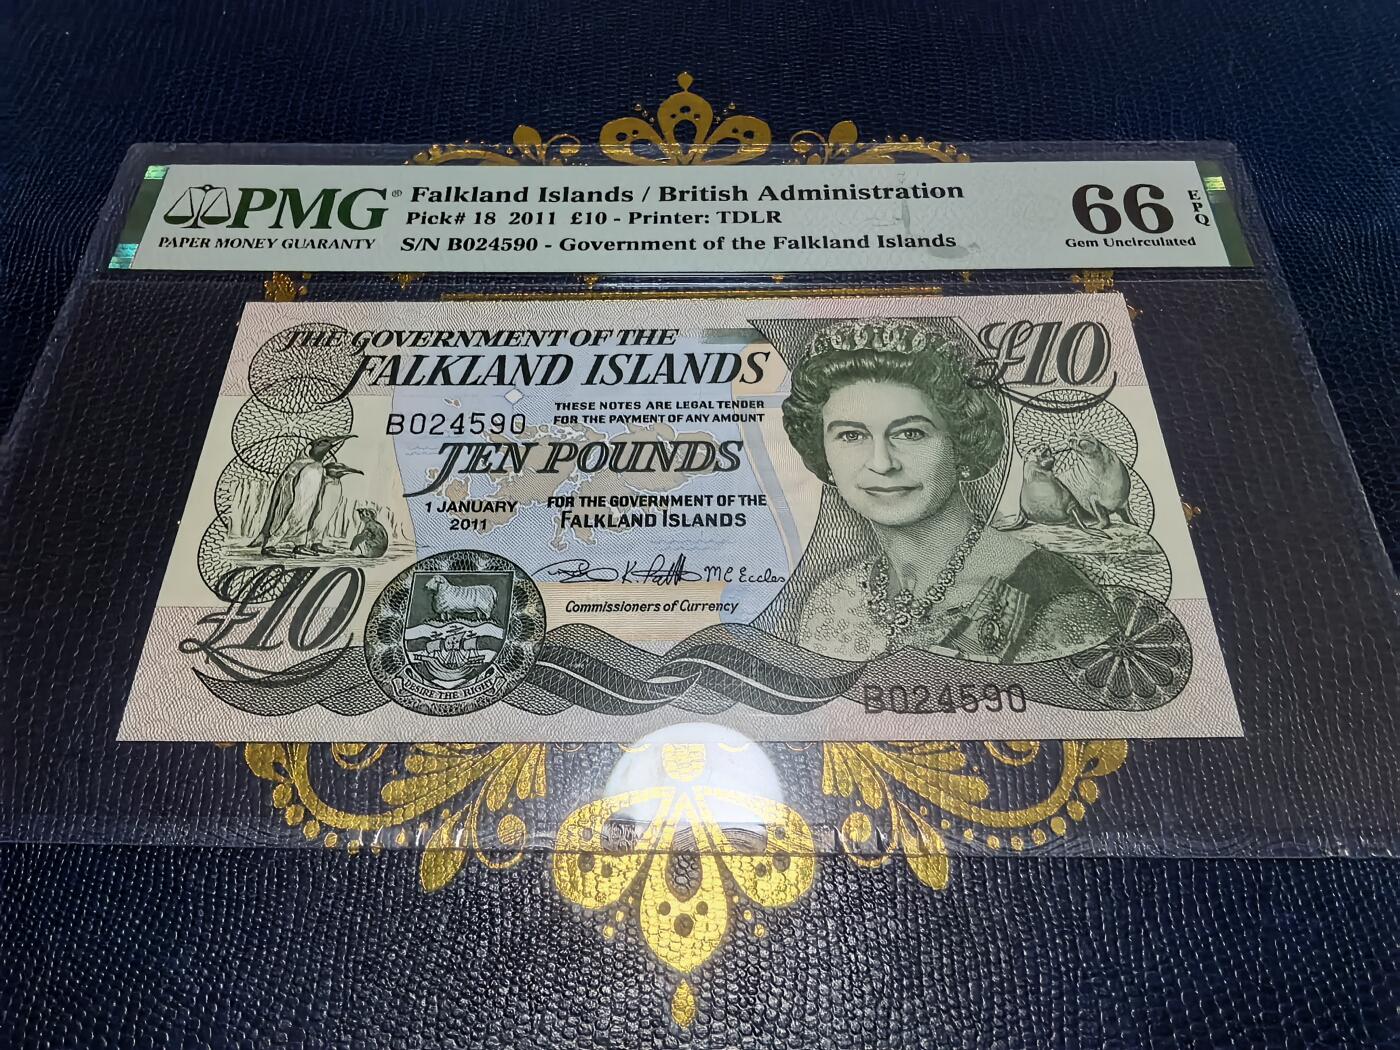 PMG®
PAPER MONEY GUARANTY
Falkland Islands / British Administration
Pick# 18 2011 £10 - Printer: TDLR
S/N B024590 - Government of the Falkland Islands
66
EPQ
Gem Uncirculated
THE GOVERNMENT OF THE
FALKLAND ISLANDS
£10
THESE NOTES ARE LEGAL TENDER
FOR THE PAYMENT OF ANY AMOUNT
B024590
TEN POUNDS
1 JANUARY
2011
FOR THE GOVERNMENT OF THE
FALKLAND ISLANDS
MC Eccles
Commissioners of Currency
£10
DESIRE THE RIGHT
B024590